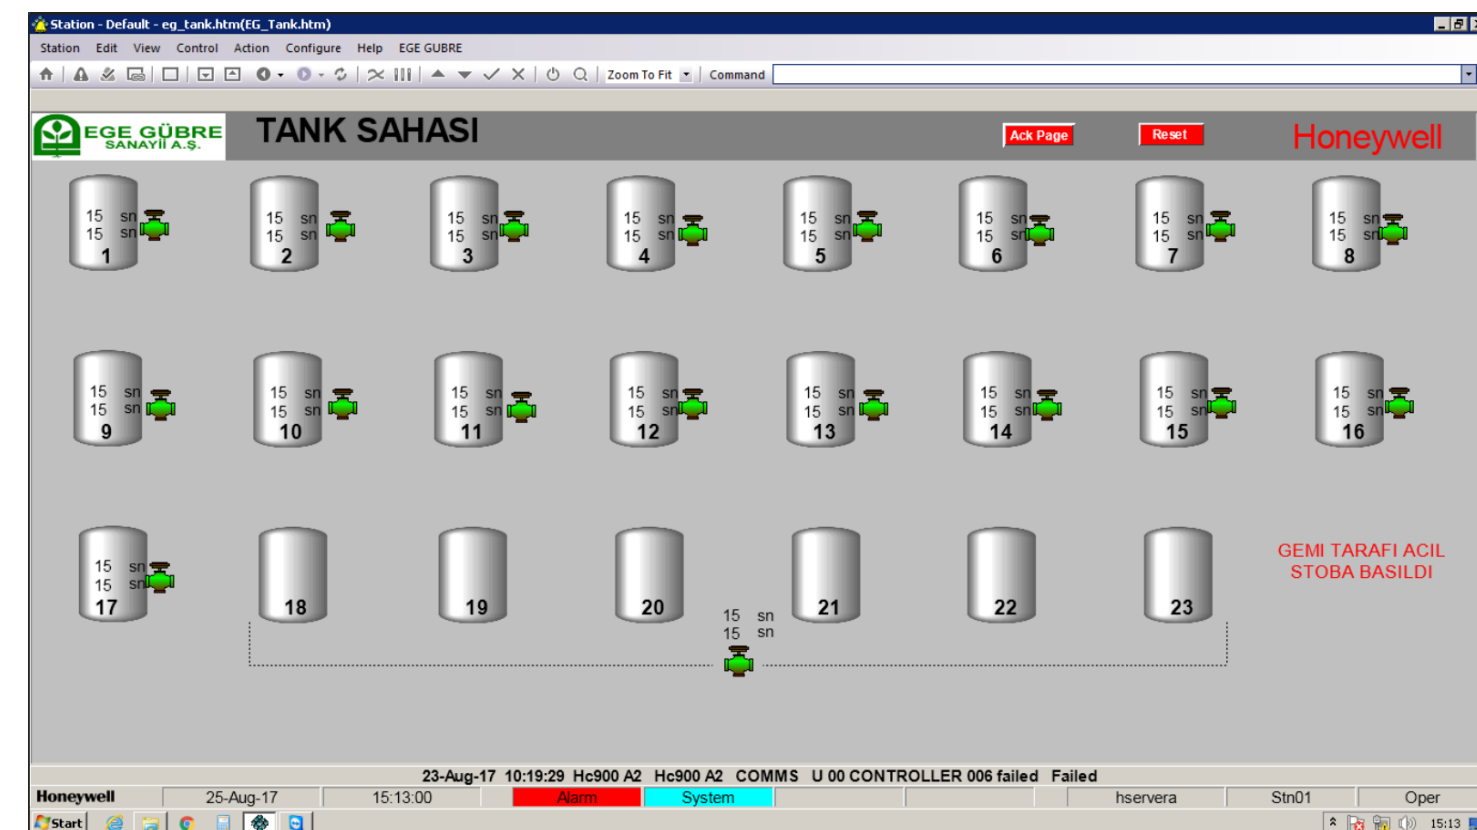 Station - Default - eg_tank.htm(EG_Tank.htm)
Station Edit View Control Action Configure Help EGE GUBRE
Zoom To Fit Command
EGE GÜBRE
SANAYİİ A.Ş.
TANK SAHASI
Ack Page Reset Honeywell
15 sn 15 sn 15 sn 15 sn 15 sn 15 sn 15 sn 15 sn
15 sn 15 sn 15 sn 15 sn 15 sn 15 sn 15 sn 15 sn
1 2 3 4 5 6 7 8
15 sn 15 sn 15 sn 15 sn 15 sn 15 sn 15 sn 15 sn
15 sn 15 sn 15 sn 15 sn 15 sn 15 sn 15 sn 15 sn
9 10 11 12 13 14 15 16
GEMI TARAFI ACIL
STOBA BASILDI
15 sn
15 sn
17 18 19 20 21 22 23
15 sn
15 sn
23-Aug-17 10:19:29 Hc900 A2 Hc900 A2 COMMS U 00 CONTROLLER 006 failed Failed
Honeywell 25-Aug-17 15:13:00 Alarm System hservera Stn01 Oper
Start 15:13